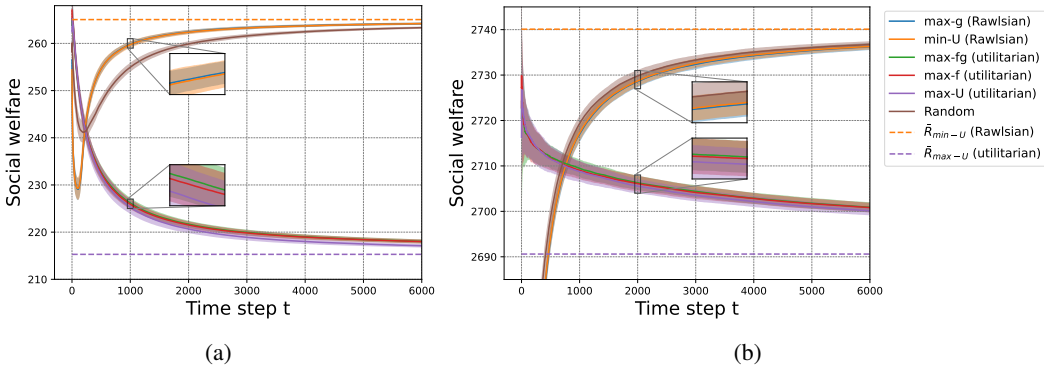 Social welfare
260
250
240
230
220
210
0
1000
2000
3000
4000
5000
6000
Time step t
(a)
Social welfare
2740
2730
2720
2710
2700
2690
0
1000
2000
3000
4000
5000
6000
Time step t
(b)
max-g (Rawlsian)
min-U (Rawlsian)
max-fg (utilitarian)
max-f (utilitarian)
max-U (utilitarian)
Random
R̄min−U (Rawlsian)
R̄max−U (utilitarian)